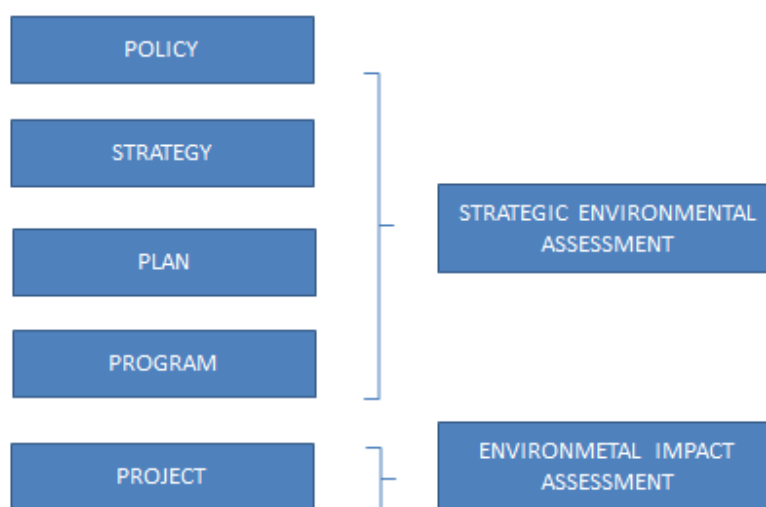 POLICY
STRATEGY
PLAN
PROGRAM
STRATEGIC ENVIRONMENTAL
ASSESSMENT
PROJECT
ENVIRONMETAL IMPACT
ASSESSMENT